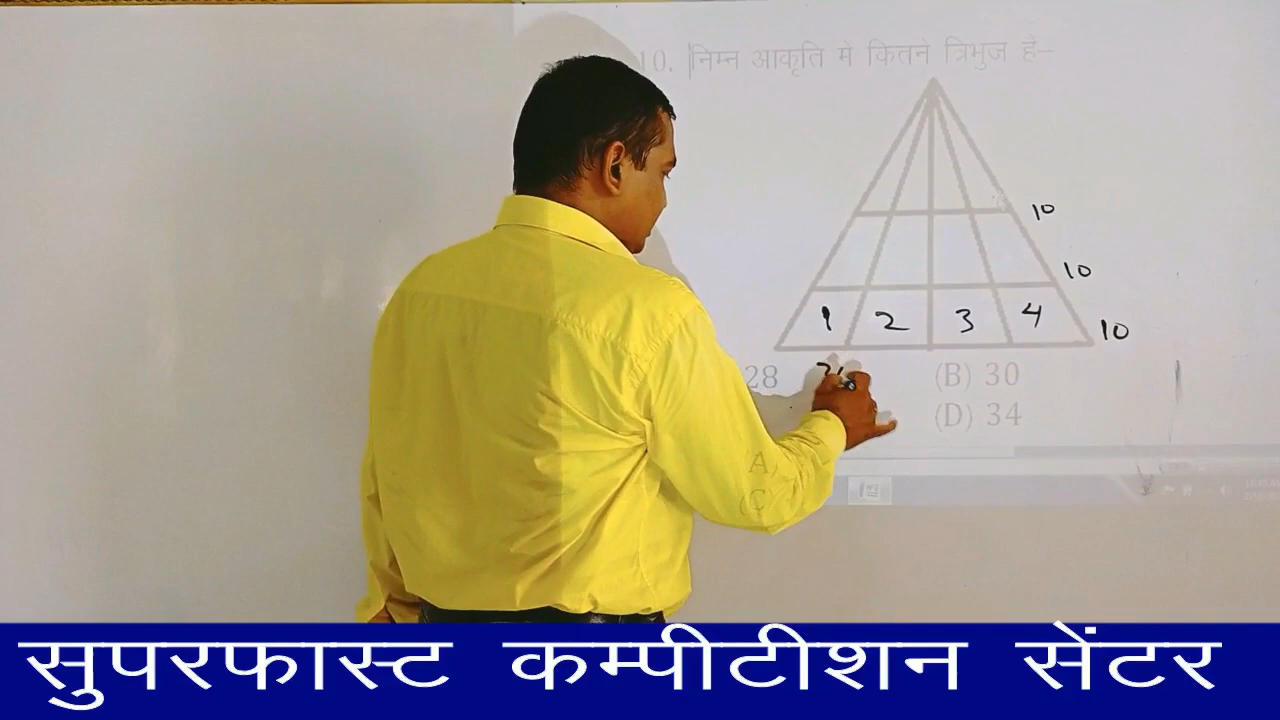 10. निम्न आकृति मे कितने त्रिभुज है–
10
10
1 2 3 4 10
28 (B) 30
(D) 34
A)
(C)
सुपरफास्ट कम्पीटीशन सेंटर